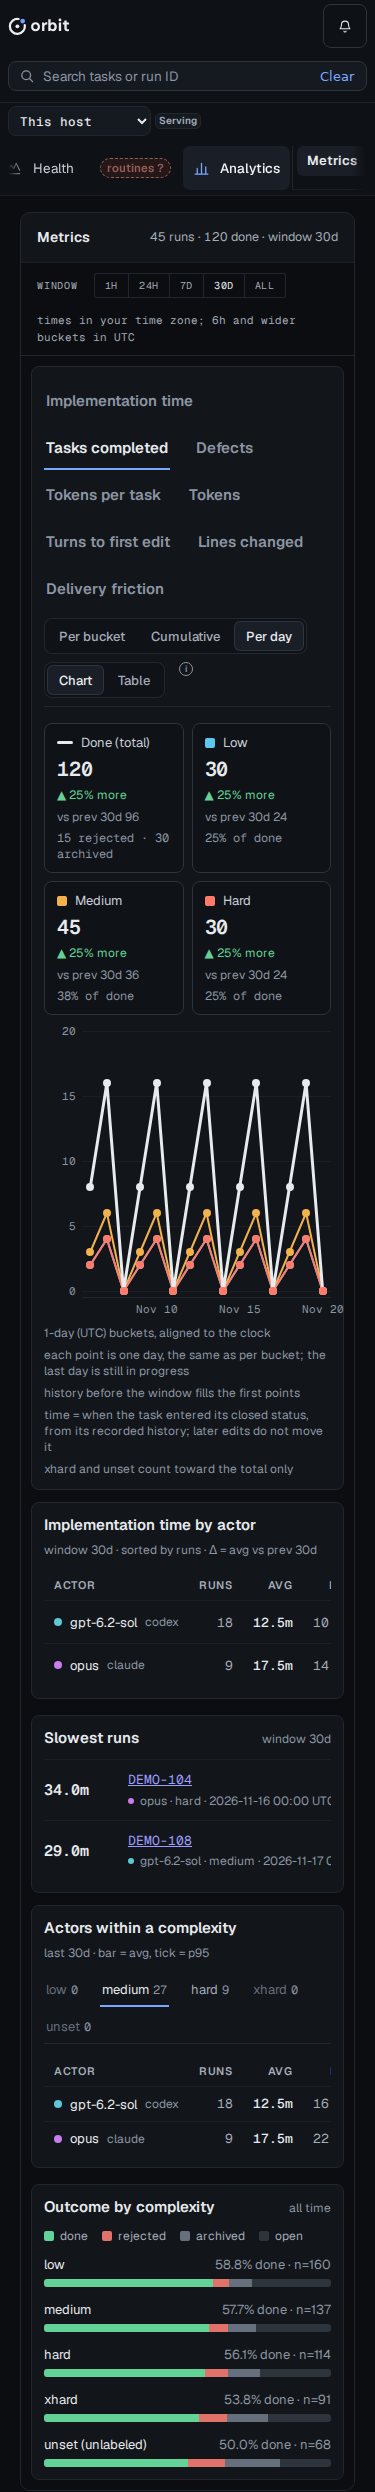 orbit
Search tasks or run ID Clear
This host Serving
Health routines ? Analytics Metrics
Metrics 45 runs · 120 done · window 30d
WINDOW 1H 24H 7D 30D ALL
times in your time zone; 6h and wider
buckets in UTC
Implementation time
Tasks completed Defects
Tokens per task Tokens
Turns to first edit Lines changed
Delivery friction
Per bucket Cumulative Per day
Chart Table
Done (total) Low
120 30
▲ 25% more ▲ 25% more
vs prev 30d 96 vs prev 30d 24
15 rejected · 30 25% of done
archived
Medium Hard
45 30
▲ 25% more ▲ 25% more
vs prev 30d 36 vs prev 30d 24
38% of done 25% of done
20
15
10
5
0
Nov 10 Nov 15 Nov 20
1-day (UTC) buckets, aligned to the clock
each point is one day, the same as per bucket; the
last day is still in progress
history before the window fills the first points
time = when the task entered its closed status,
from its recorded history; later edits do not move
it
xhard and unset count toward the total only
Implementation time by actor
window 30d · sorted by runs · Δ = avg vs prev 30d
ACTOR RUNS AVG
gpt-6.2-sol codex 18 12.5m 10
opus claude 9 17.5m 14
Slowest runs window 30d
34.0m DEMO-104
opus · hard · 2026-11-16 00:00 UTC
29.0m DEMO-108
gpt-6.2-sol · medium · 2026-11-17 0
Actors within a complexity
last 30d · bar = avg, tick = p95
low 0 medium 27 hard 9 xhard 0
unset 0
ACTOR RUNS AVG
gpt-6.2-sol codex 18 12.5m 16
opus claude 9 17.5m 22
Outcome by complexity all time
done rejected archived open
low 58.8% done · n=160
medium 57.7% done · n=137
hard 56.1% done · n=114
xhard 53.8% done · n=91
unset (unlabeled) 50.0% done · n=68